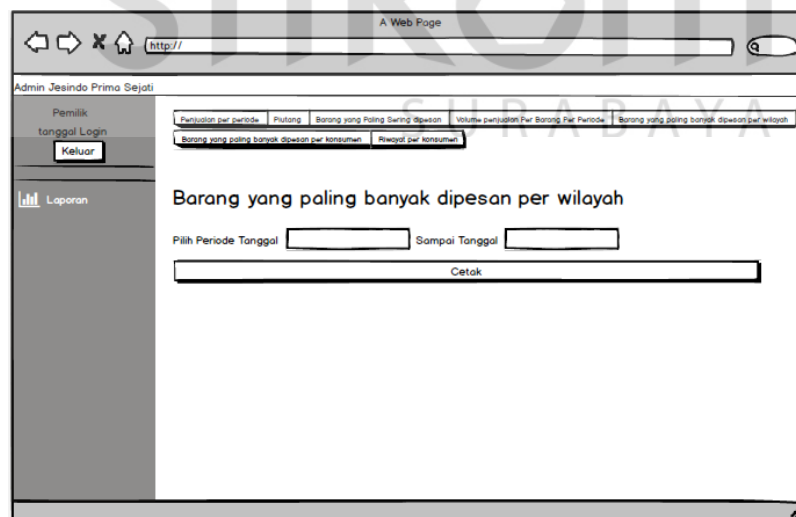 A Web Page
http://
Admin Jesindo Prima Sejati
Pemilik
tanggal Login
Keluar
Laporan
Penjualan per periode Piutang Barang yang Paling Sering dipesan Volume penjualan Per Barang Per Periode Barang yang paling banyak dipesan per wilayah
Barang yang paling banyak dipesan per konsumen Riwayat per konsumen
Barang yang paling banyak dipesan per wilayah
Pilih Periode Tanggal Sampai Tanggal
Cetak
SURABAYA